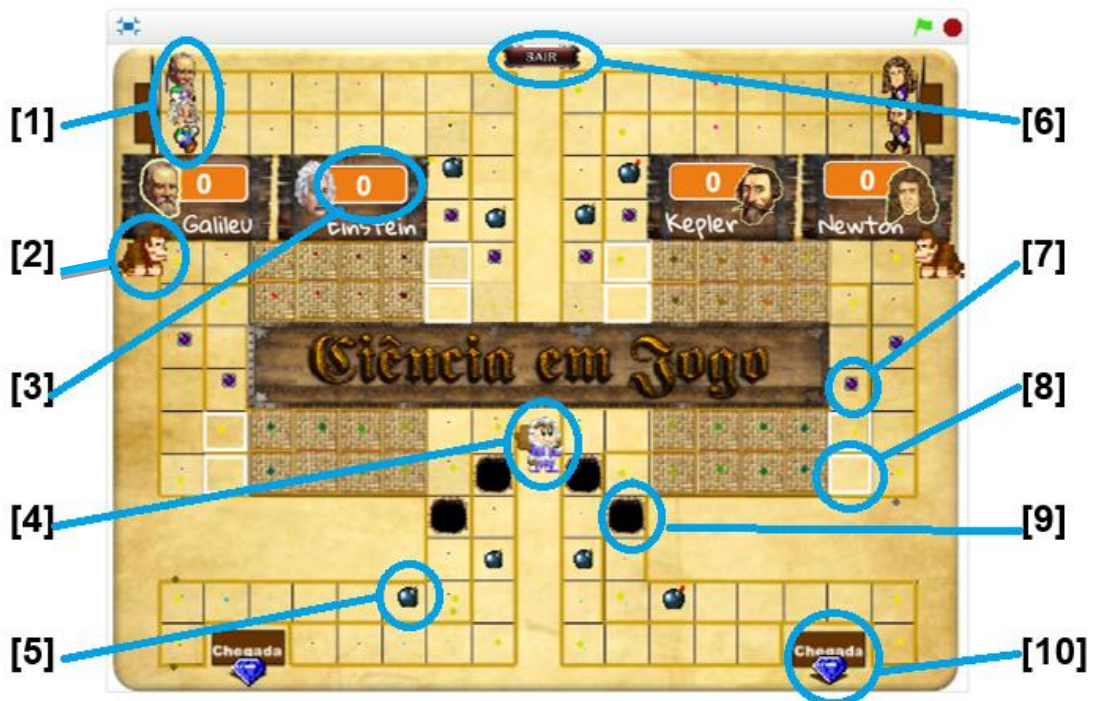 SAIR
[1]
[6]
0
0
0
0
Galileu
Einstein
Kepler
Newton
[2]
[7]
Ciência em Jogo
[3]
[8]
[4]
[9]
Chegada
Chegada
[5]
[10]